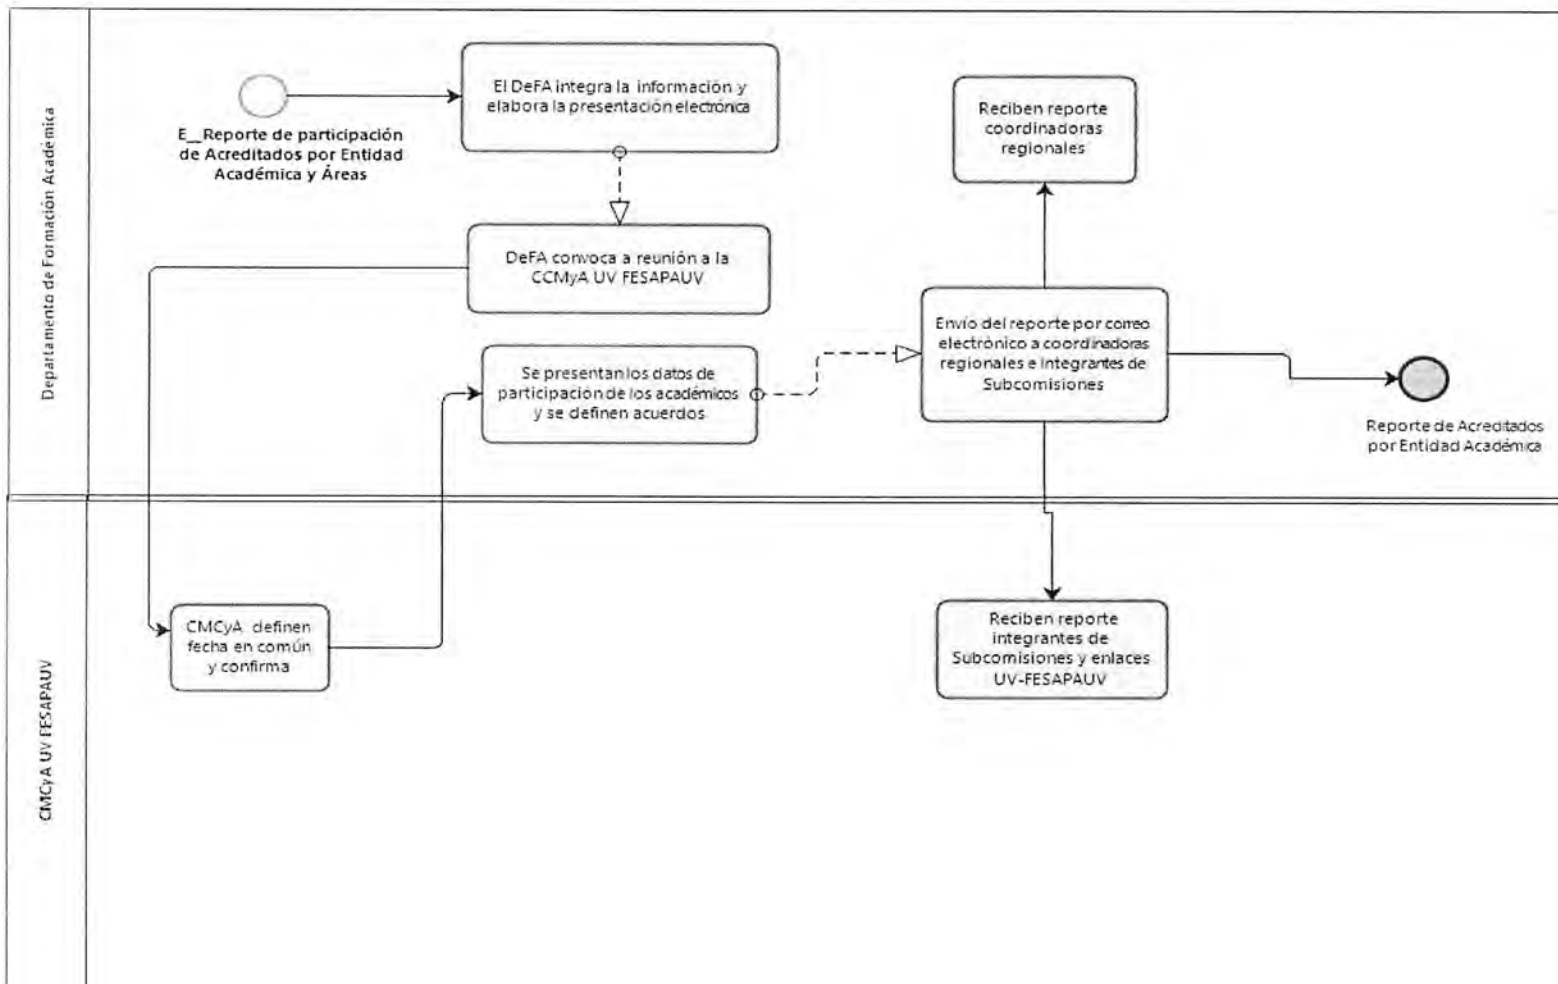 Departamento de Formación Académica
E__Reporte de participación
de Acreditados por Entidad
Académica y Áreas
El DeFA integra la información y
elabora la presentación electrónica
DeFA convoca a reunión a la
CCMyA UV FESAPAUV
Se presentan los datos de
participación de los académicos
y se definen acuerdos
Reciben reporte
coordinadoras
regionales
Envío del reporte por correo
electrónico a coordinadoras
regionales e Integrantes de
Subcomisiones
Reporte de Acreditados
por Entidad Académica
CMCyA UV FESAPAUV
CMCyA definen
fecha en común
y confirma
Reciben reporte
integrantes de
Subcomisiones y enlaces
UV-FESAPAUV